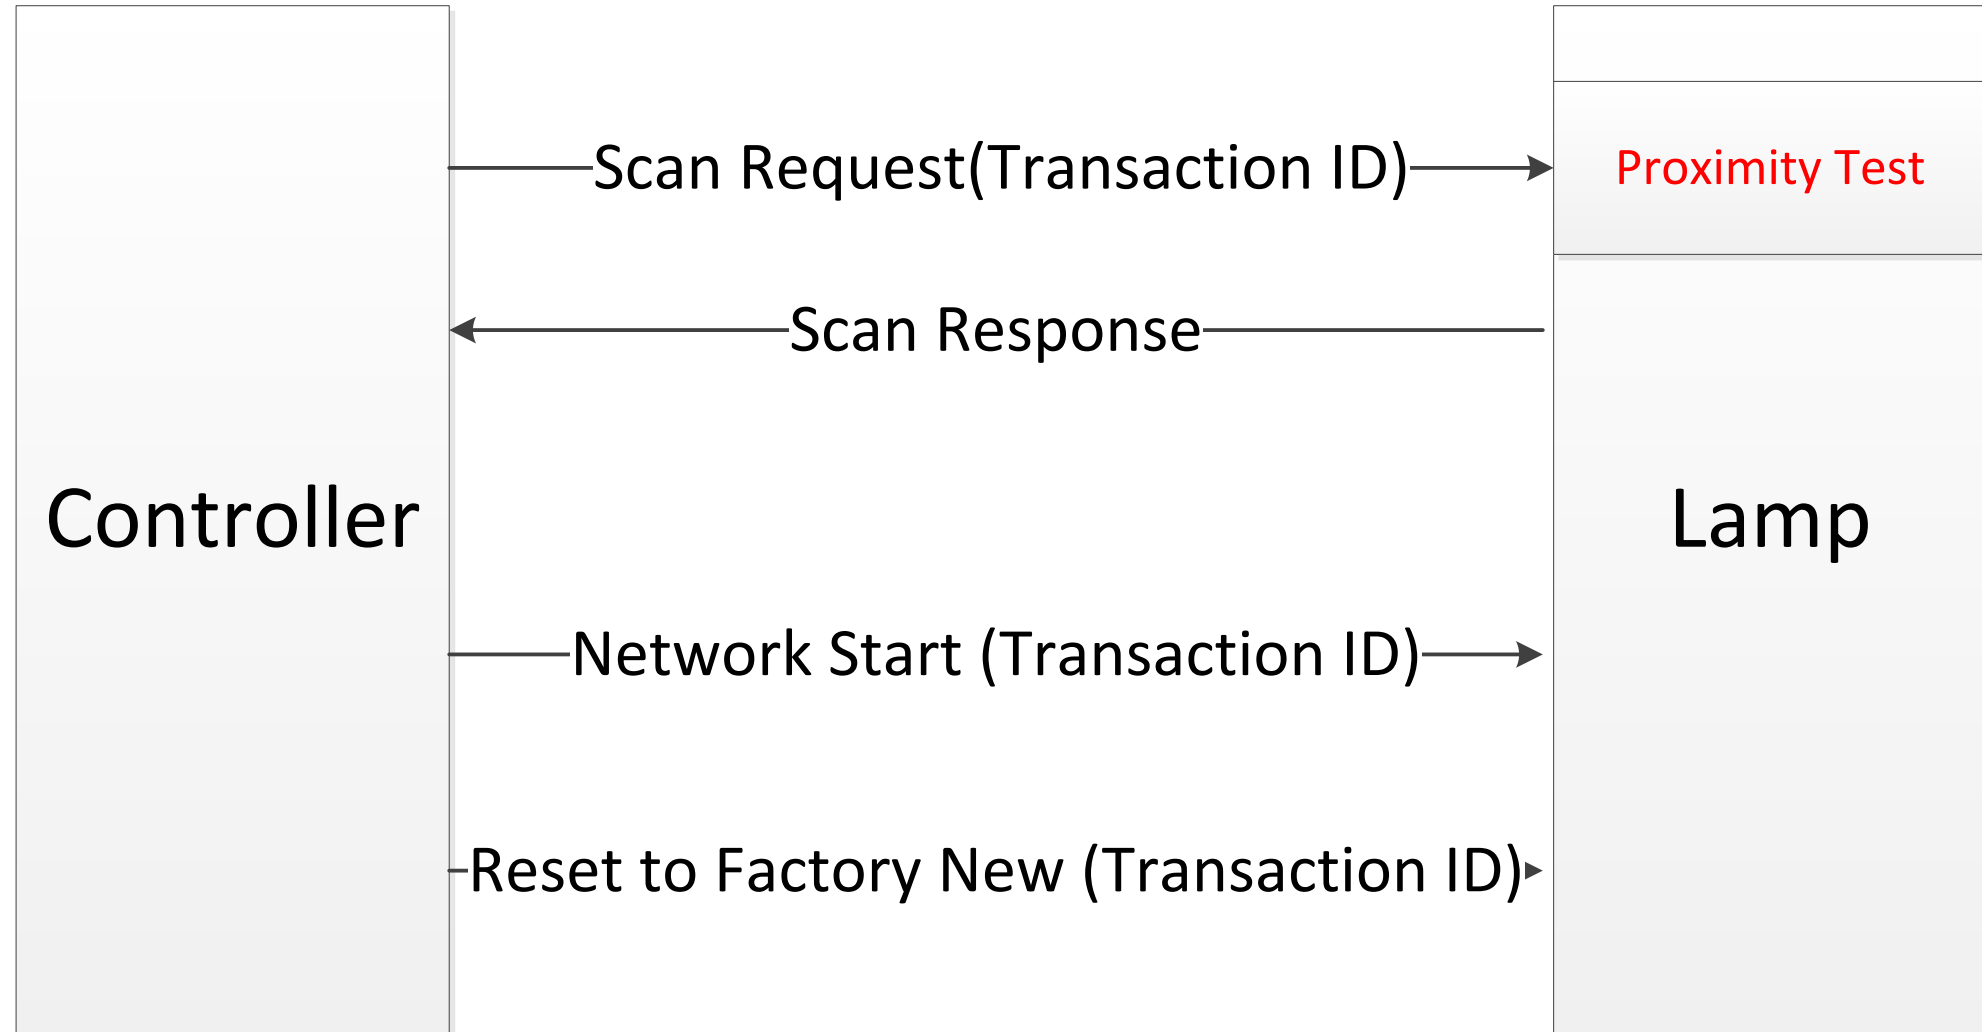 Scan Request(Transaction ID)
Proximity Test
Scan Response
Controller
Lamp
Network Start (Transaction ID)
Reset to Factory New (Transaction ID)